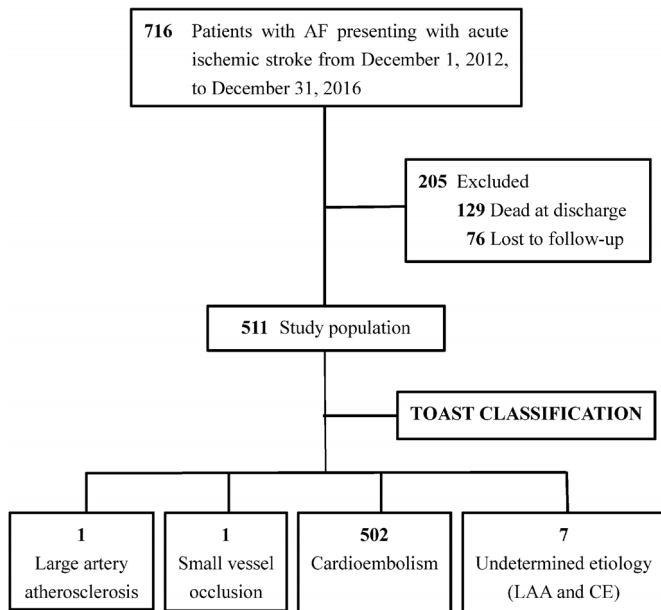 716 Patients with AF presenting with acute
ischemic stroke from December 1, 2012,
to December 31, 2016
205 Excluded
129 Dead at discharge
76 Lost to follow-up
511 Study population
TOAST CLASSIFICATION
1
Large artery
atherosclerosis
1
Small vessel
occlusion
502
Cardioembolism
7
Undetermined etiology
(LAA and CE)